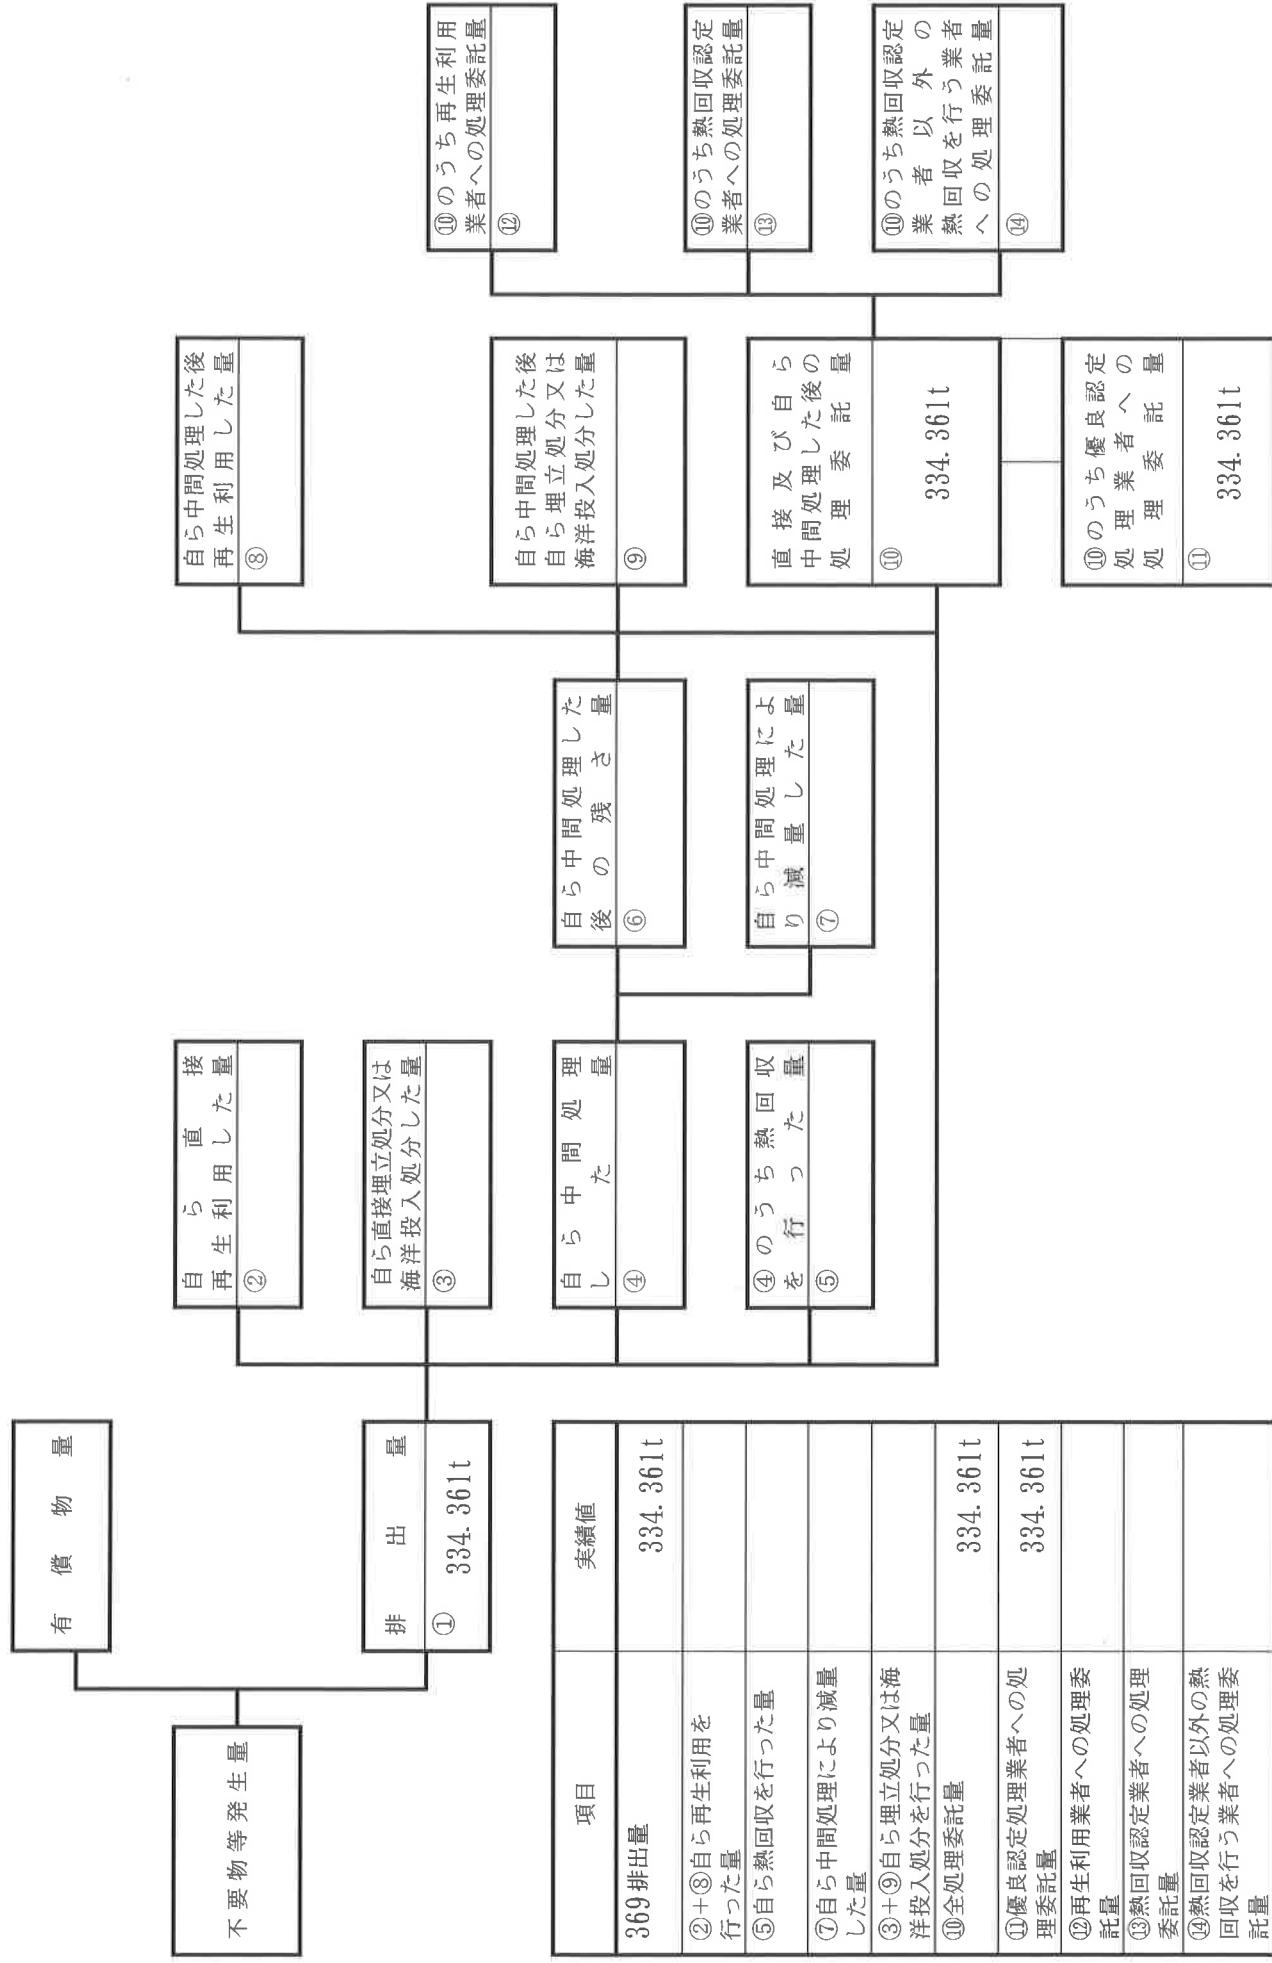 不要物等発生量
有償物量
排出量
① 334.361t
自ら直接
再生利用した量
②
自ら直接埋立処分又は
海洋投入処分した量
③
自ら中間処理
した量
④
④のうち熱回収
を行った量
⑤
自ら中間処理した
後の残さ量
⑥
自ら中間処理によ
り減量した量
⑦
自ら中間処理した後
再生利用した量
⑧
自ら中間処理した後
自ら埋立処分又は
海洋投入処分した量
⑨
直接及び自ら
中間処理した後の
処理委託量
⑩ 334.361t
⑩のうち優良認定
処理業者への
処理委託量
⑪ 334.361t
⑩のうち再生利用
業者への処理委託量
⑫
⑩のうち熱回収認定
業者への処理委託量
⑬
⑩のうち熱回収認定
業者以外の
熱回収を行う業者
への処理委託量
⑭
項目 実績値
369排出量 334.361t
②+⑧自ら再生利用を
行った量
⑤自ら熱回収を行った量
⑦自ら中間処理により減量
した量
③+⑨自ら埋立処分又は海
洋投入処分を行った量
⑩全処理委託量 334.361t
⑪優良認定処理業者への処
理委託量 334.361t
⑫再生利用業者への処理委
託量
⑬熱回収認定業者への処理
委託量
⑭熱回収認定業者以外の熱
回収を行う業者への処理委
託量